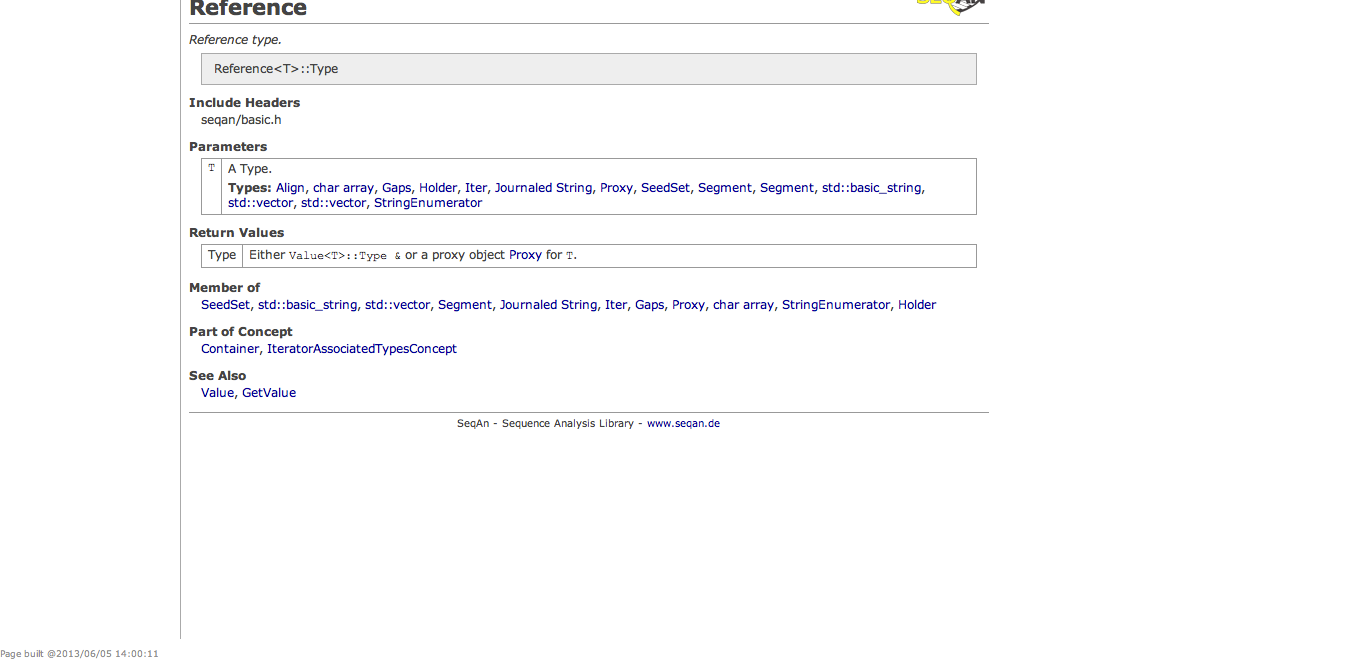 Reference
SEQAN
Reference type.
Reference<T>::Type
Include Headers
seqan/basic.h
Parameters
T A Type.
Types: Align, char array, Gaps, Holder, Iter, Journaled String, Proxy, SeedSet, Segment, Segment, std::basic_string,
std::vector, std::vector, StringEnumerator
Return Values
Type Either Value<T>::Type & or a proxy object Proxy for T.
Member of
SeedSet, std::basic_string, std::vector, Segment, Journaled String, Iter, Gaps, Proxy, char array, StringEnumerator, Holder
Part of Concept
Container, IteratorAssociatedTypesConcept
See Also
Value, GetValue
SeqAn - Sequence Analysis Library - www.seqan.de
Page built @2013/06/05 14:00:11